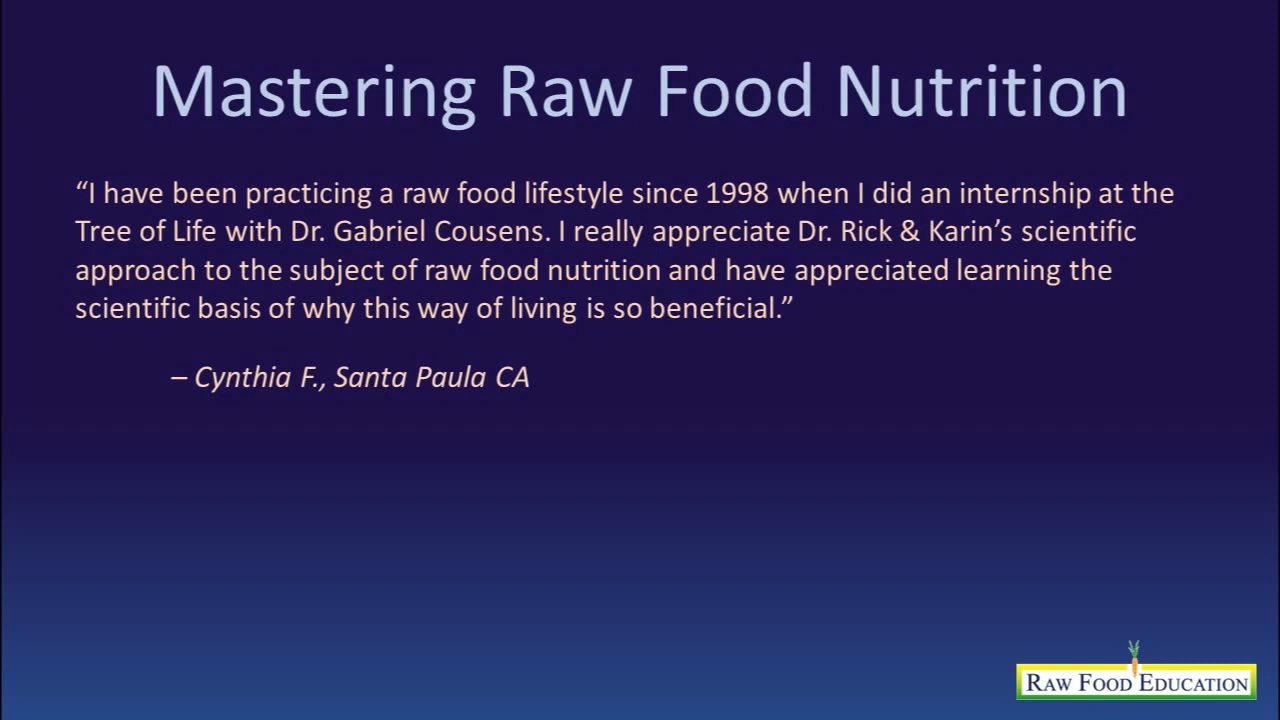 Mastering Raw Food Nutrition
“I have been practicing a raw food lifestyle since 1998 when I did an internship at the
Tree of Life with Dr. Gabriel Cousens. I really appreciate Dr. Rick & Karin’s scientific
approach to the subject of raw food nutrition and have appreciated learning the
scientific basis of why this way of living is so beneficial.”
– Cynthia F., Santa Paula CA
RAW FOOD EDUCATION